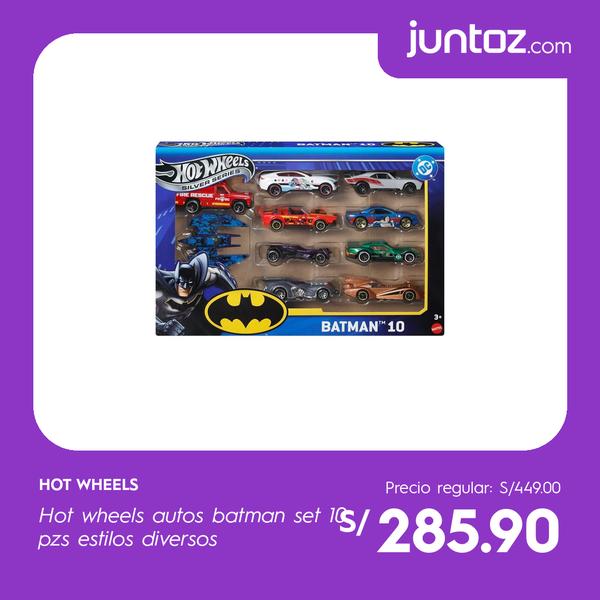 juntoz.com
BATMAN 10
HOT WHEELS
SILVER SERIES
DC
FIRE RESCUE
BATMAN™ 10
3+
HOT WHEELS
Precio regular: S/449.00
Hot wheels autos batman set 10
pzs estilos diversos
S/ 285.90